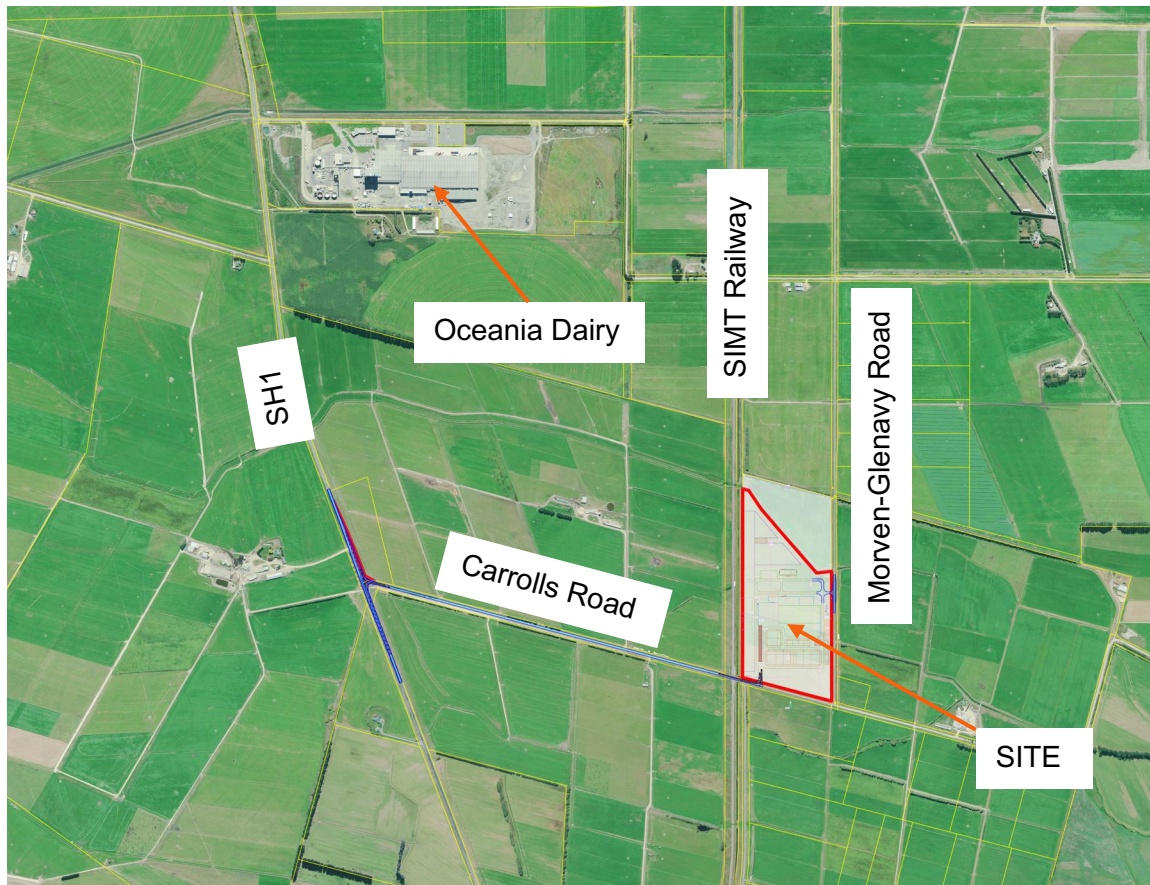 SIMT Railway
Oceania Dairy
Morven-Glenavy Road
SH1
Carrolls Road
SITE